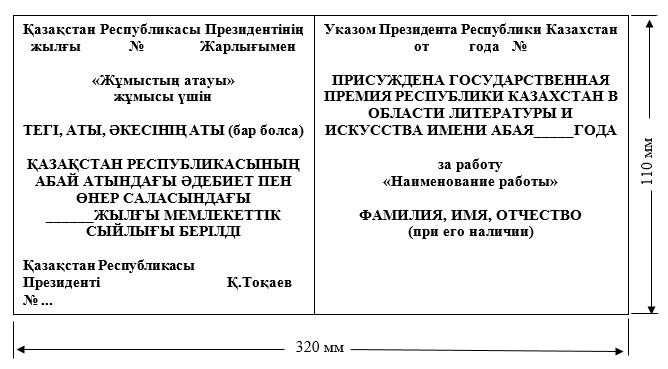 Қазақстан Республикасы Президентінің
жылғы № Жарлығымен
«Жұмыстың атауы»
жұмысы үшін
ТЕГІ, АТЫ, ӘКЕСІНІҢ АТЫ (бар болса)
ҚАЗАҚСТАН РЕСПУБЛИКАСЫНЫҢ
АБАЙ АТЫНДАҒЫ ӘДЕБИЕТ ПЕН
ӨНЕР САЛАСЫНДАҒЫ
______ЖЫЛҒЫ МЕМЛЕКЕТТІК
СЫЙЛЫҒЫ БЕРІЛДІ
Қазақстан Республикасы
Президенті Қ.Тоқаев
№ ...
Указом Президента Республики Казахстан
от года №
ПРИСУЖДЕНА ГОСУДАРСТВЕННАЯ
ПРЕМИЯ РЕСПУБЛИКИ КАЗАХСТАН В
ОБЛАСТИ ЛИТЕРАТУРЫ И
ИСКУССТВА ИМЕНИ АБАЯ_____ГОДА
за работу
«Наименование работы»
ФАМИЛИЯ, ИМЯ, ОТЧЕСТВО
(при его наличии)
110 мм
320 мм